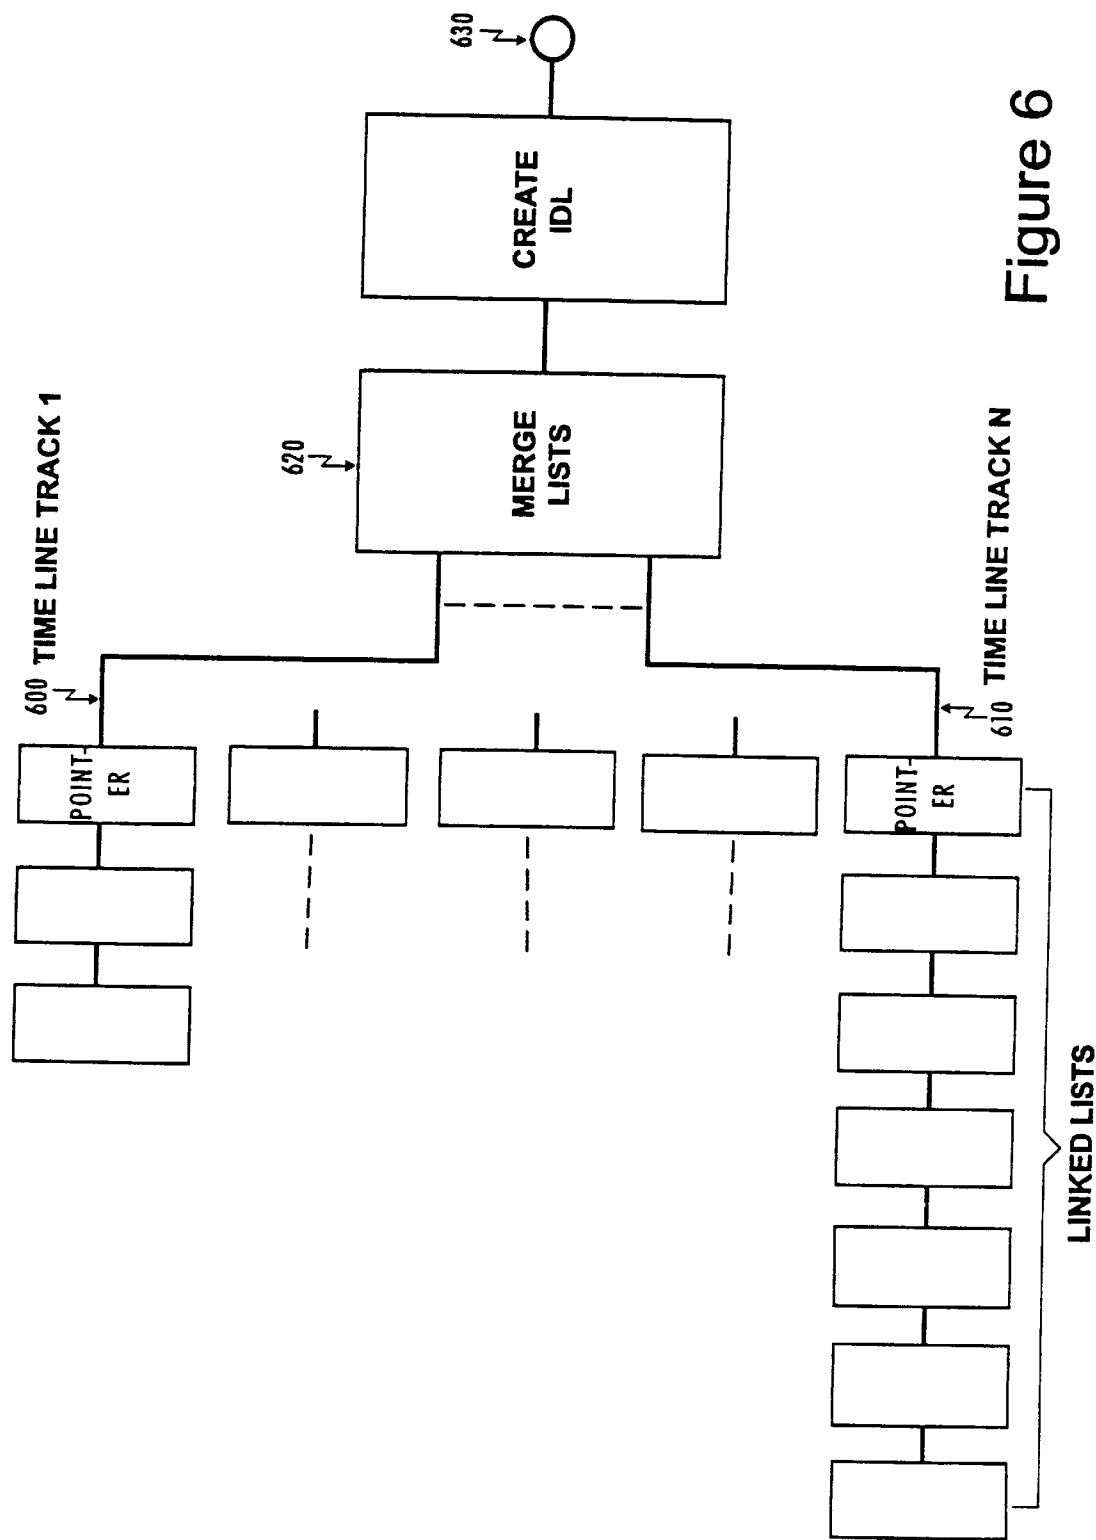 600 TIME LINE TRACK 1
POINT-
ER
620
MERGE
LISTS
CREATE
IDL
630
POINT-
ER
610 TIME LINE TRACK N
LINKED LISTS
Figure 6